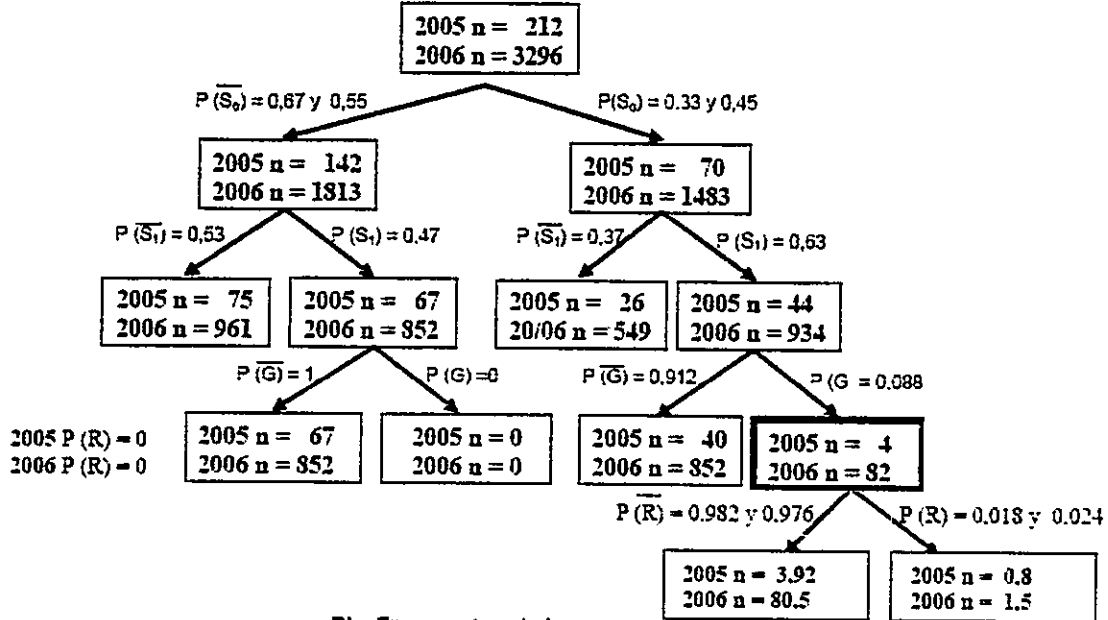 2005 n = 212
2006 n = 3296
P (S̅₀) = 0,67 y 0,55
P(S₀) = 0.33 y 0,45
2005 n = 142
2006 n = 1813
2005 n = 70
2006 n = 1483
P (S̅₁) = 0,53
P (S₁) = 0,47
P (S̅₁) = 0,37
P (S₁) = 0,63
2005 n = 75
2006 n = 961
2005 n = 67
2006 n = 852
2005 n = 26
20/06 n = 549
2005 n = 44
2006 n = 934
P (G̅) = 1
P (G) =0
P (G̅) = 0.912
P (G = 0.088
2005 P (R) = 0
2006 P (R) = 0
2005 n = 67
2006 n = 852
2005 n = 0
2006 n = 0
2005 n = 40
2006 n = 852
2005 n = 4
2006 n = 82
P (R̅) = 0.982 y 0.976
P (R) = 0.018 y 0.024
2005 n = 3.92
2006 n = 80.5
2005 n = 0.8
2006 n = 1.5